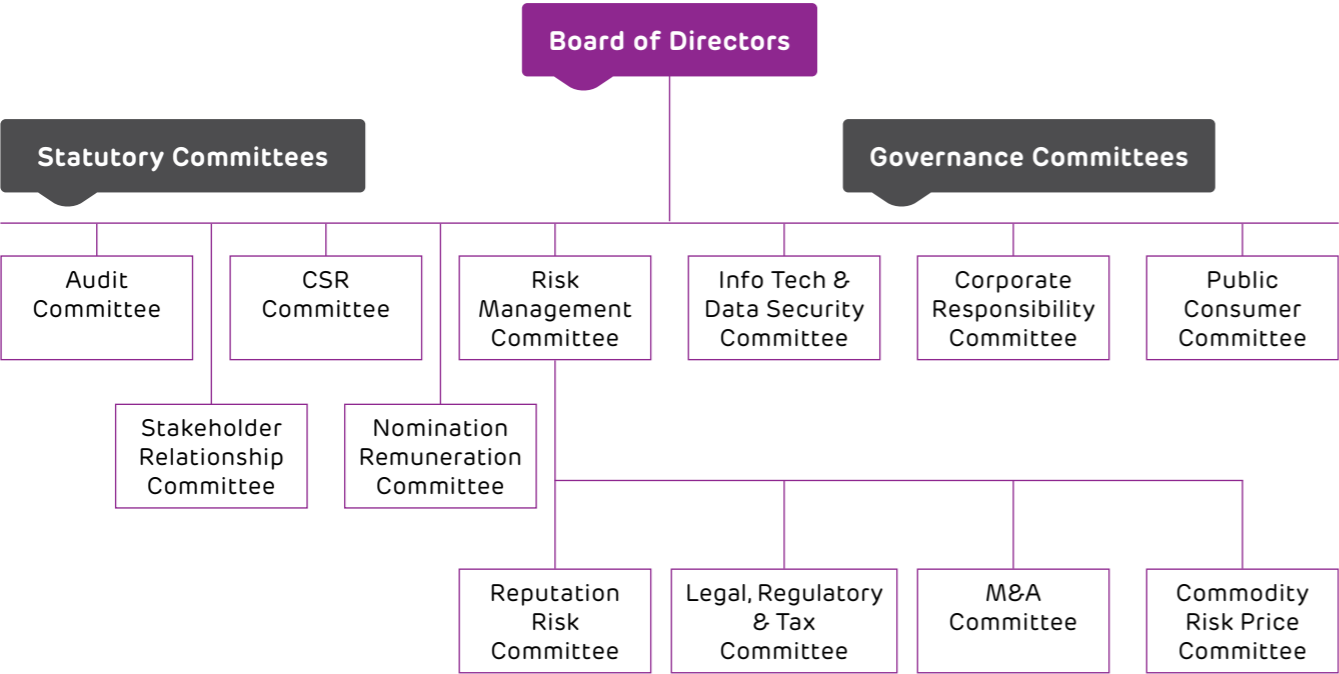 Board of Directors
Statutory Committees
Governance Committees
Audit
Committee
CSR
Committee
Risk
Management
Committee
Info Tech &
Data Security
Committee
Corporate
Responsibility
Committee
Public
Consumer
Committee
Stakeholder
Relationship
Committee
Nomination
Remuneration
Committee
Reputation
Risk
Committee
Legal, Regulatory
& Tax
Committee
M&A
Committee
Commodity
Risk Price
Committee